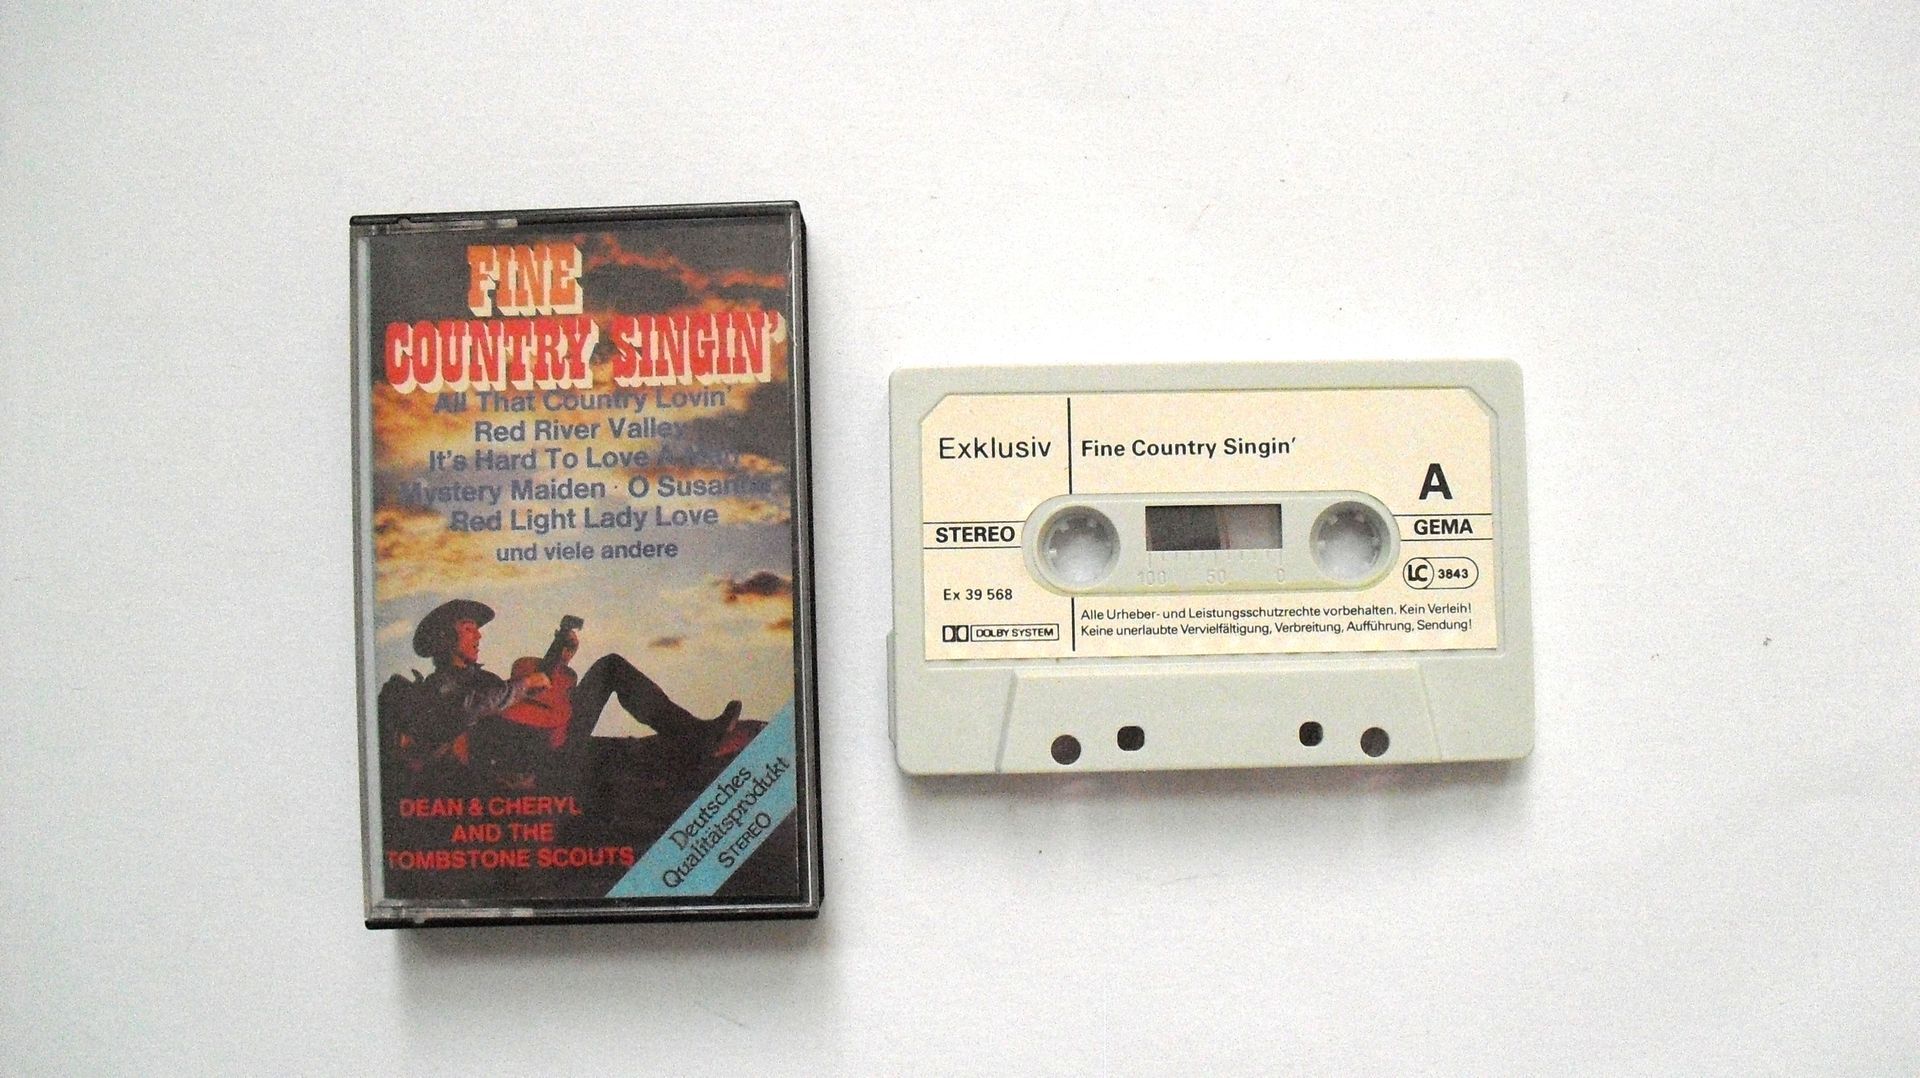 FINE
COUNTRY SINGIN'
All That Country Lovin'
Red River Valley
It's Hard To Love A Man
Mystery Maiden · O Susanna
Red Light Lady Love
und viele andere
DEAN & CHERYL
AND THE
TOMBSTONE SCOUTS
Deutsches
Qualitätsprodukt
STEREO
Exklusiv
Fine Country Singin'
A
STEREO
GEMA
LC 3843
100 50 0
Ex 39 568
DOLBY SYSTEM
Alle Urheber- und Leistungsschutzrechte vorbehalten. Kein Verleih!
Keine unerlaubte Vervielfältigung, Verbreitung, Aufführung, Sendung!